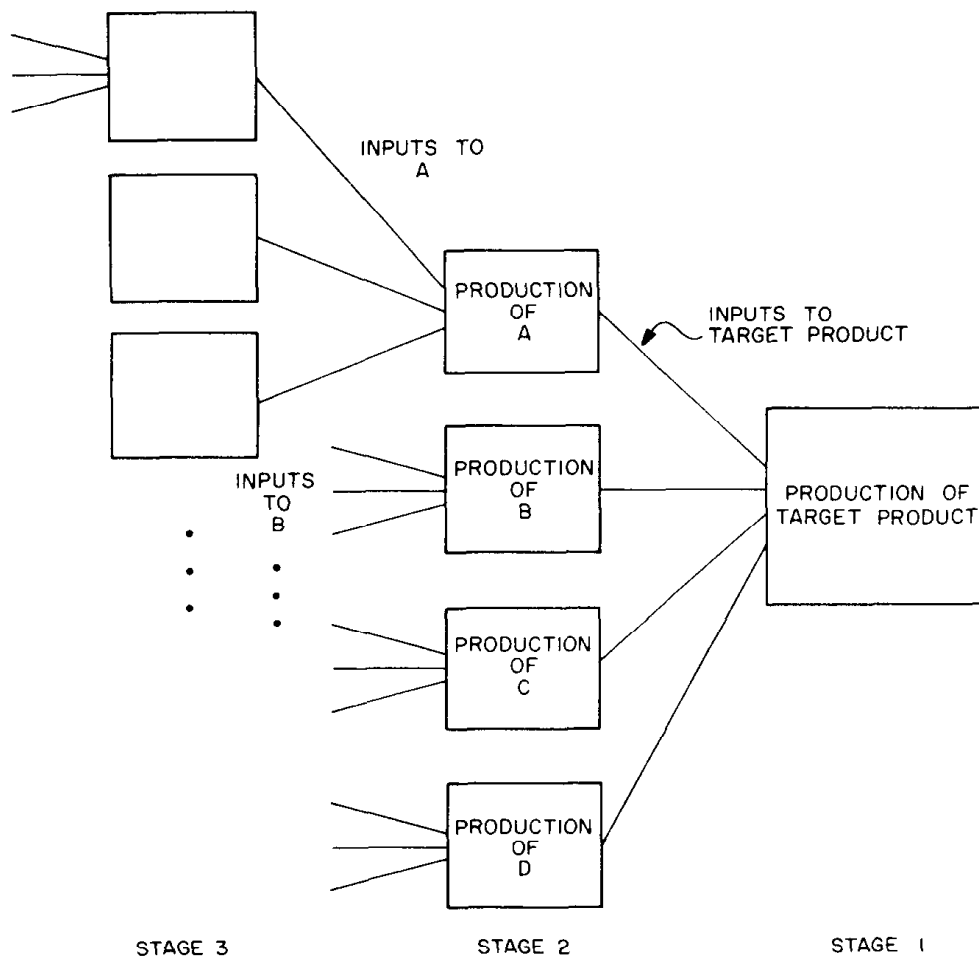 INPUTS TO
A
PRODUCTION
OF
A
INPUTS TO
TARGET PRODUCT
INPUTS
TO
B
PRODUCTION
OF
B
PRODUCTION OF
TARGET PRODUCT
PRODUCTION
OF
C
PRODUCTION
OF
D
STAGE 3
STAGE 2
STAGE 1